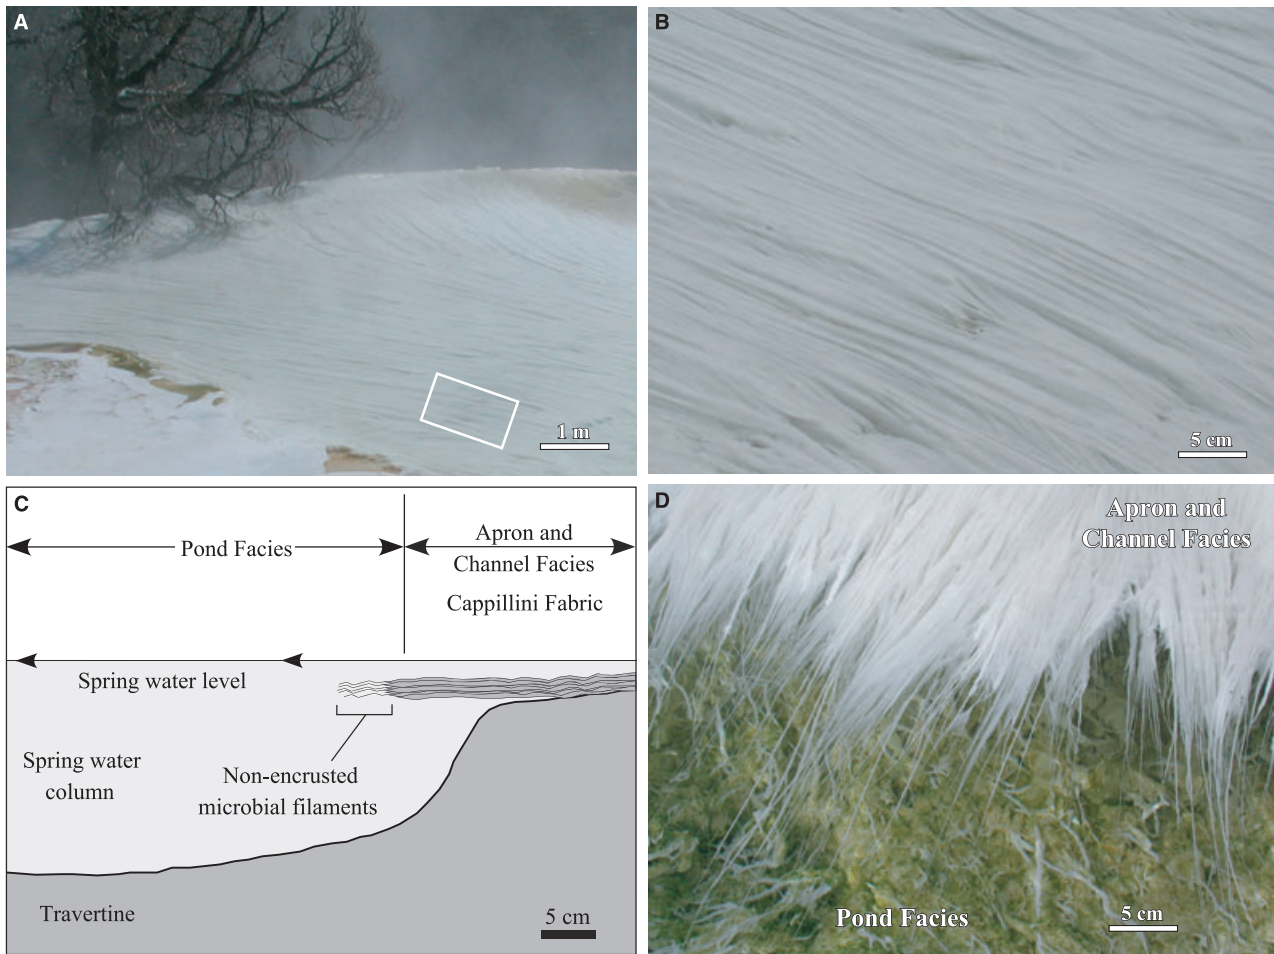 A
1 m
B
5 cm
C
Pond Facies
Apron and
Channel Facies
Cappillini Fabric
Spring water level
Spring water
column
Non-encrusted
microbial filaments
Travertine
5 cm
D
Apron and
Channel Facies
Pond Facies
5 cm